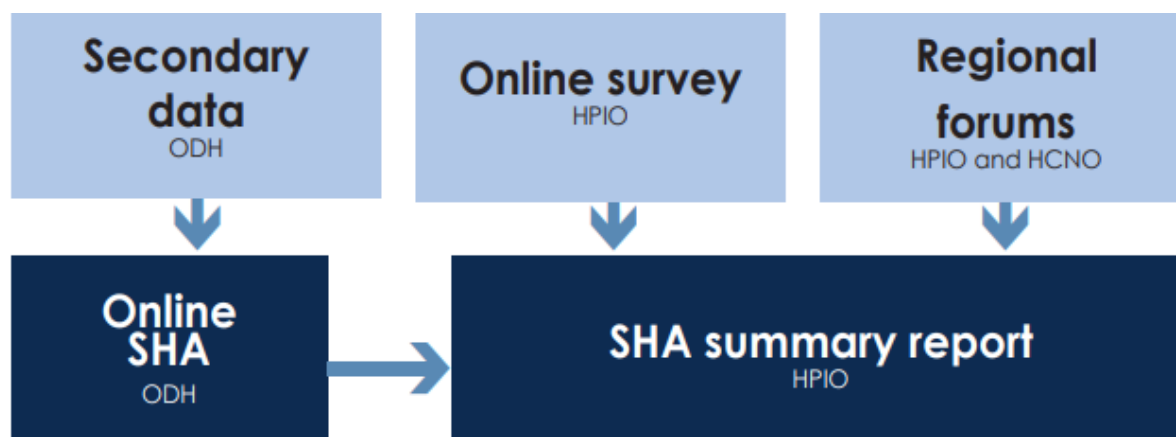 Secondary
data
ODH
Online survey
HPIO
Regional
forums
HPIO and HCNO
Online
SHA
ODH
SHA summary report
HPIO